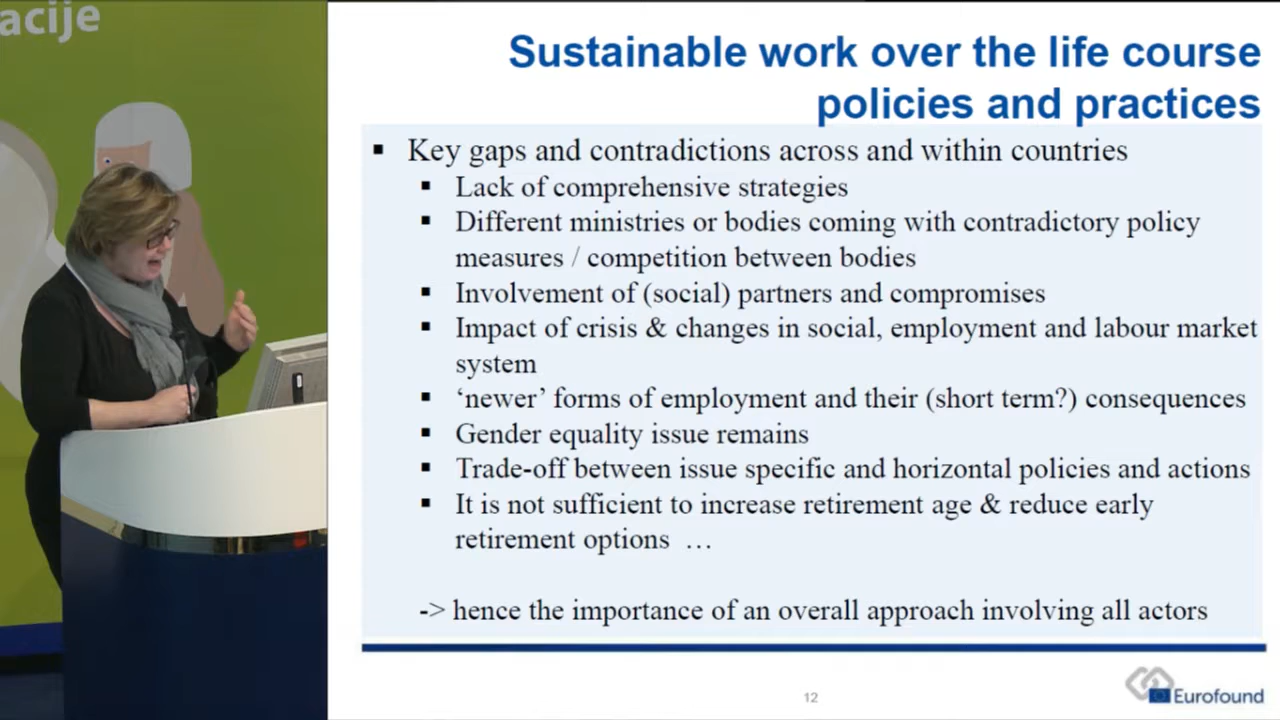 acije
Sustainable work over the life course
policies and practices
▪ Key gaps and contradictions across and within countries
▪ Lack of comprehensive strategies
▪ Different ministries or bodies coming with contradictory policy
measures / competition between bodies
▪ Involvement of (social) partners and compromises
▪ Impact of crisis & changes in social, employment and labour market
system
▪ ‘newer’ forms of employment and their (short term?) consequences
▪ Gender equality issue remains
▪ Trade-off between issue specific and horizontal policies and actions
▪ It is not sufficient to increase retirement age & reduce early
retirement options …
-> hence the importance of an overall approach involving all actors
12
Eurofound